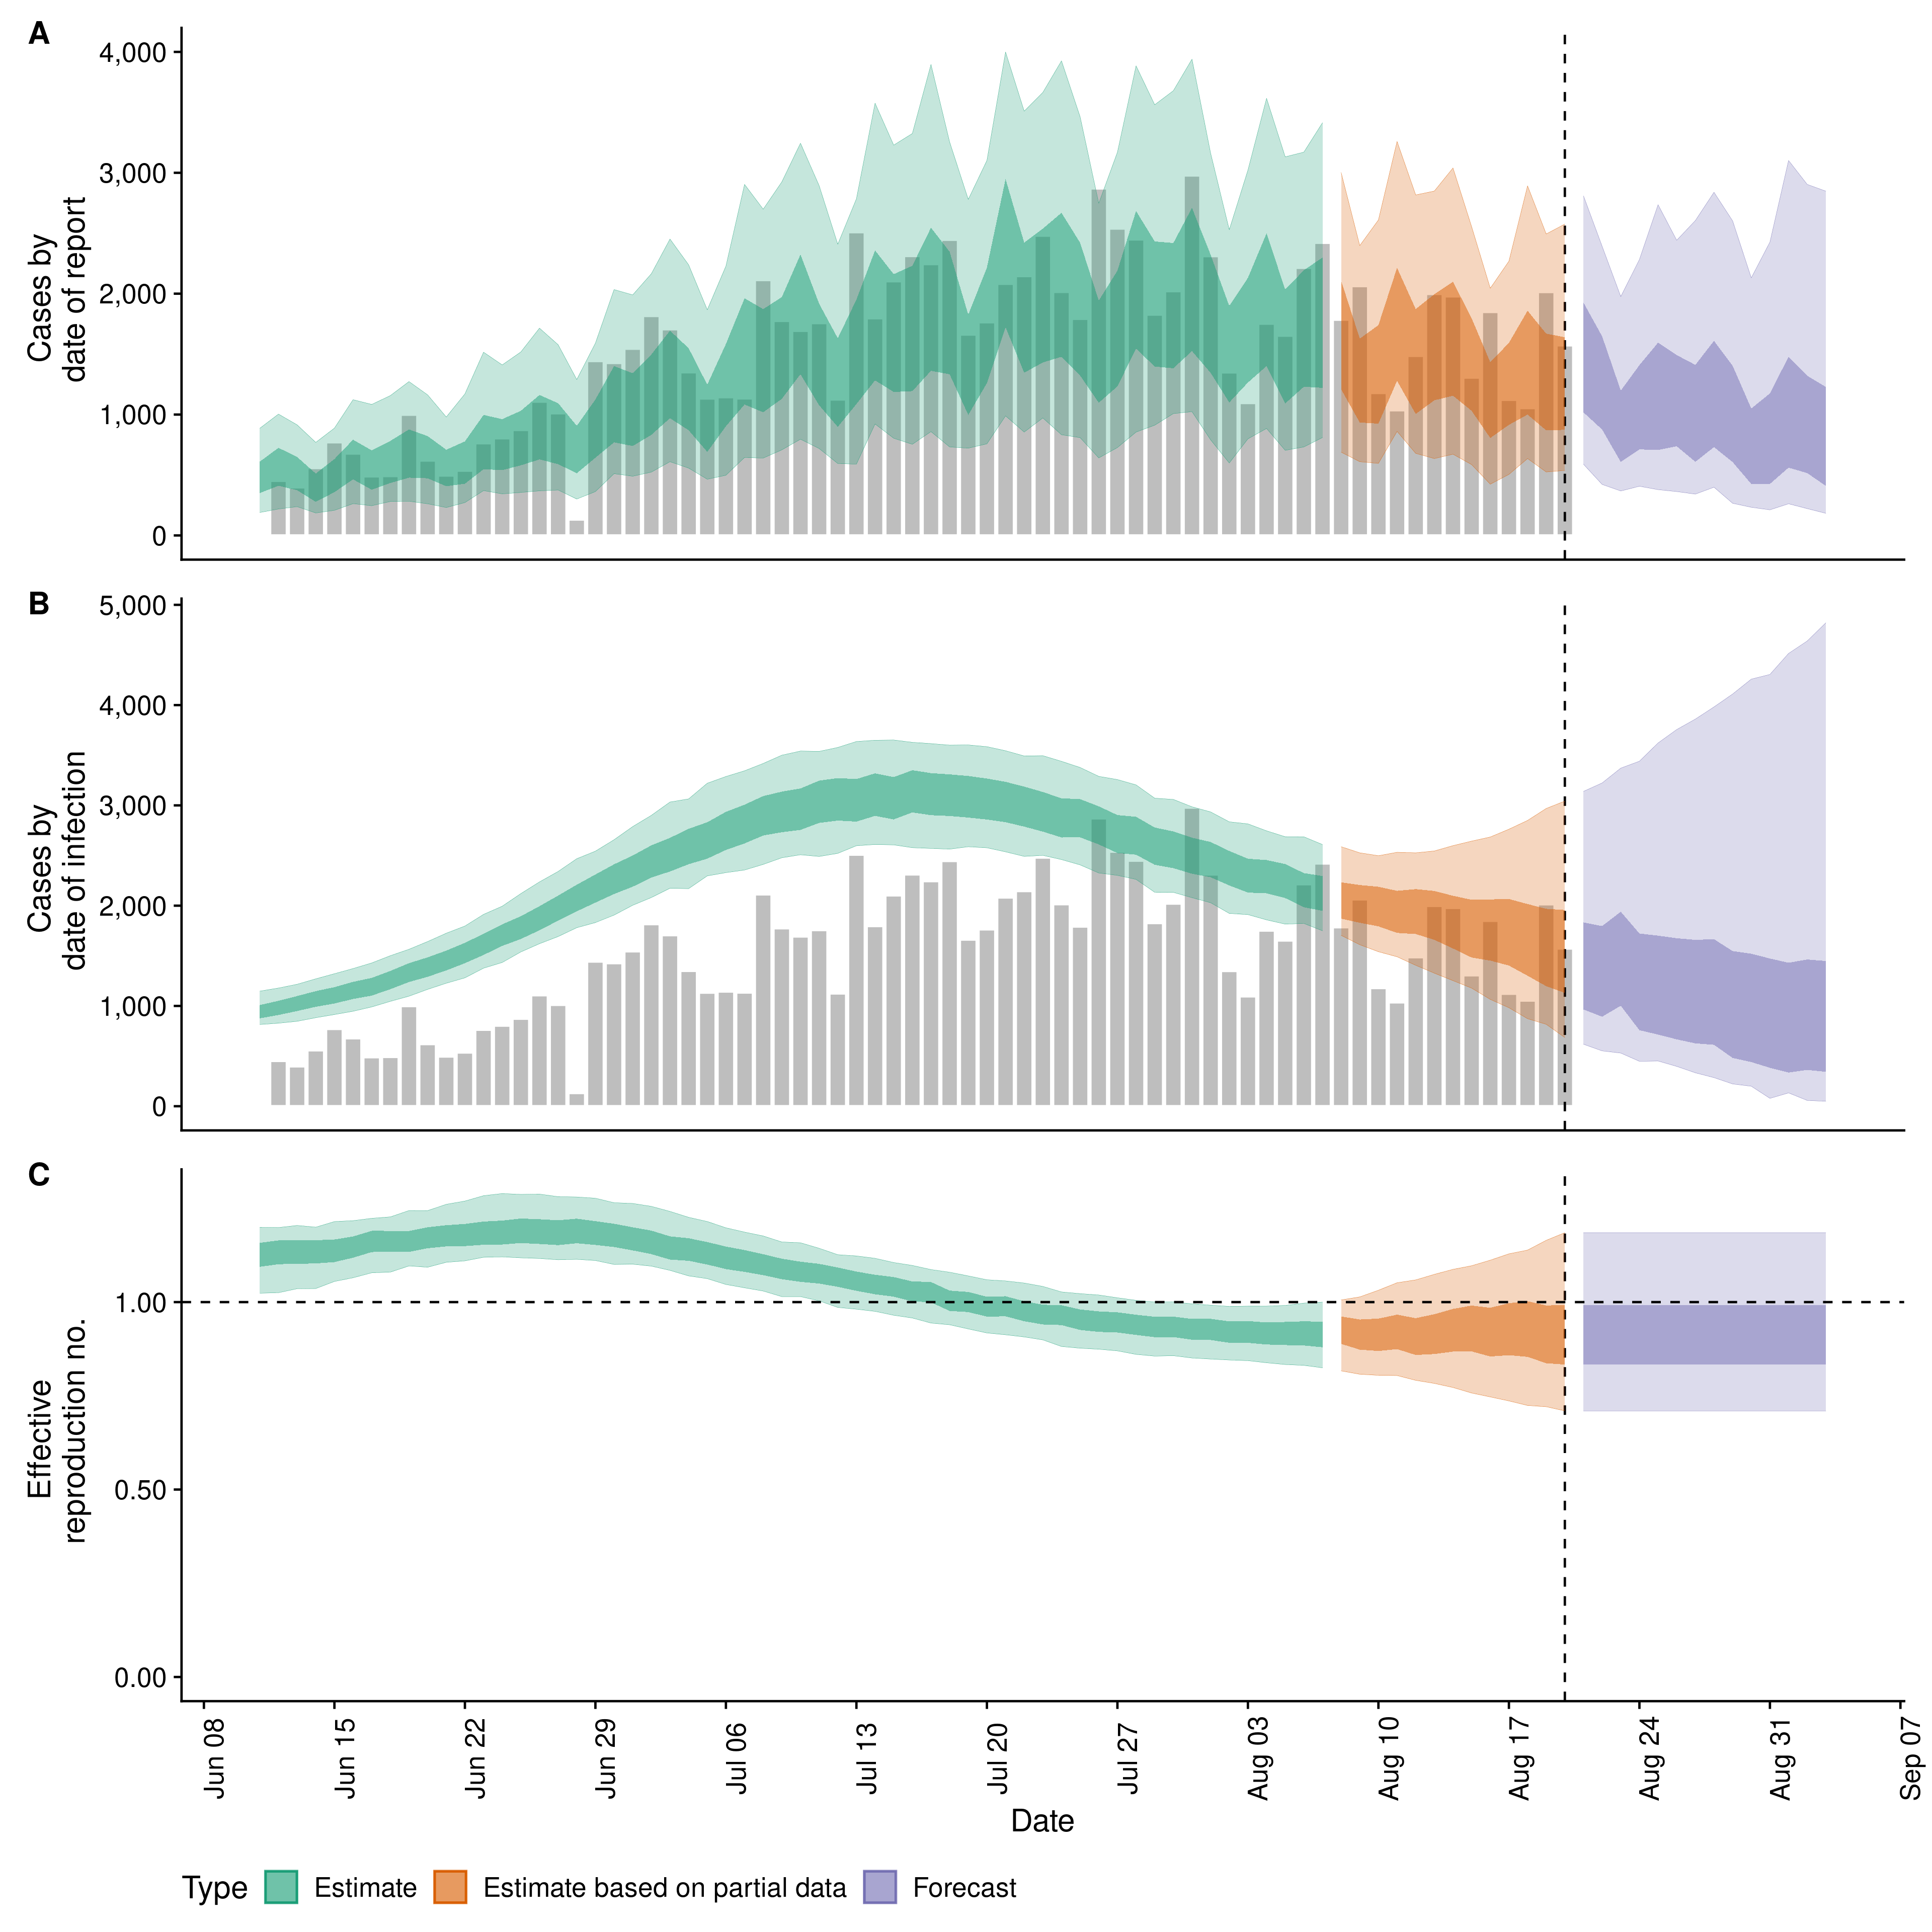 A
Cases by
date of report
4,000
3,000
2,000
1,000
0
B
Cases by
date of infection
5,000
4,000
3,000
2,000
1,000
0
C
Effective
reproduction no.
1.00
0.50
0.00
Jun 08
Jun 15
Jun 22
Jun 29
Jul 06
Jul 13
Jul 20
Jul 27
Aug 03
Aug 10
Aug 17
Aug 24
Aug 31
Sep 07
Date
Type Estimate Estimate based on partial data Forecast